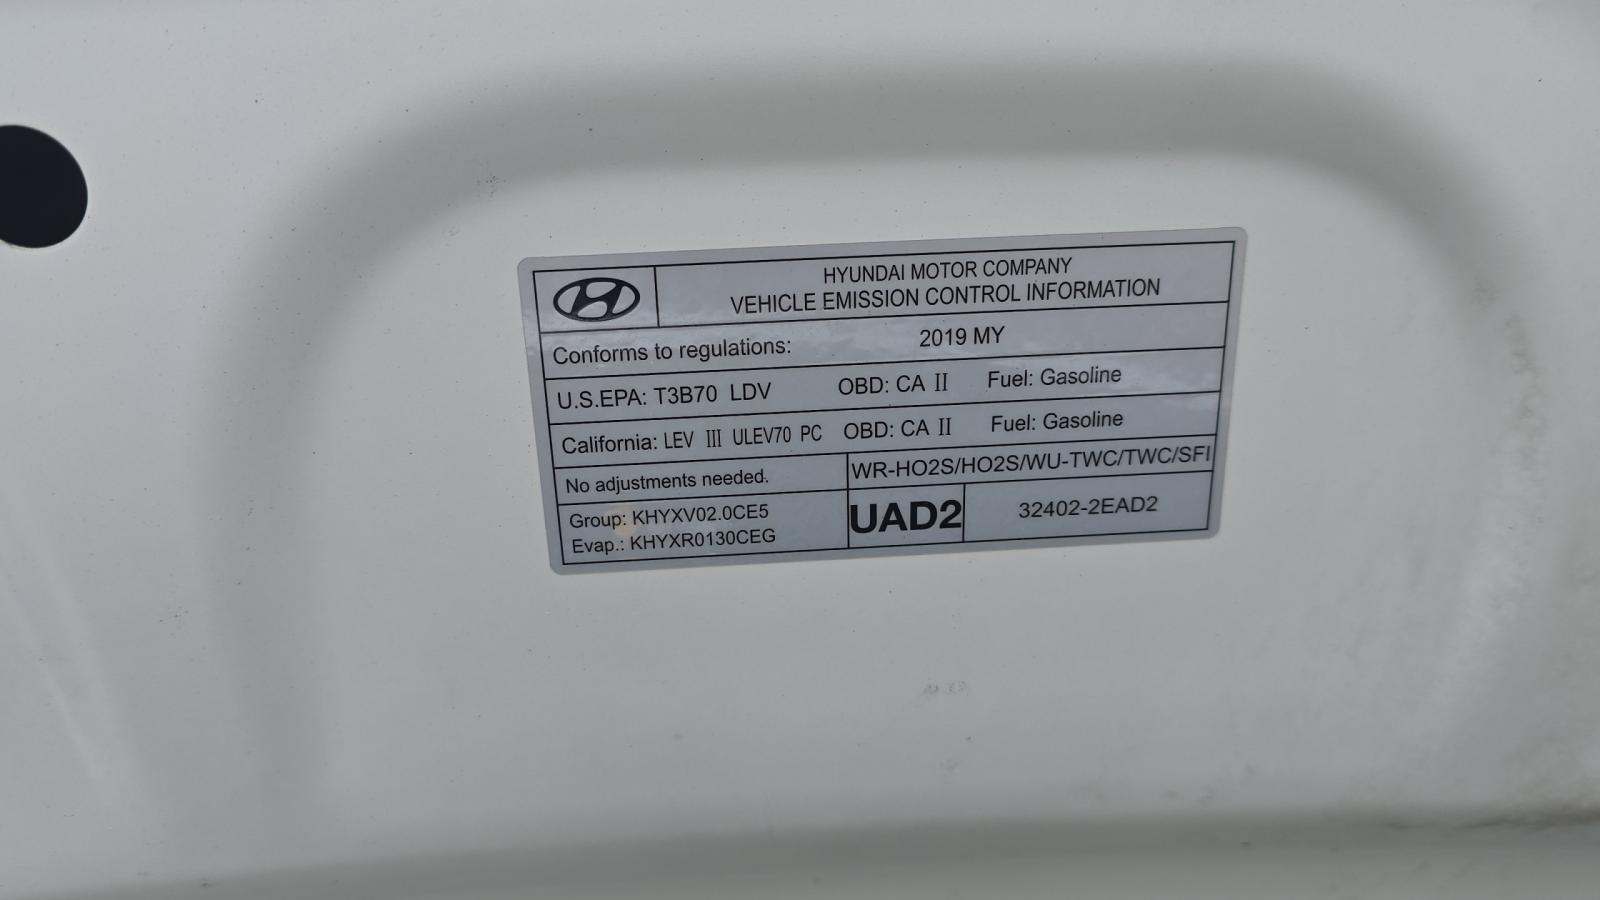 HYUNDAI MOTOR COMPANY
VEHICLE EMISSION CONTROL INFORMATION
Conforms to regulations: 2019 MY
U.S.EPA: T3B70 LDV OBD: CA II Fuel: Gasoline
California: LEV III ULEV70 PC OBD: CA II Fuel: Gasoline
No adjustments needed. WR-HO2S/HO2S/WU-TWC/TWC/SFI
Group: KHYXV02.0CE5
Evap.: KHYXR0130CEG
UAD2 32402-2EAD2